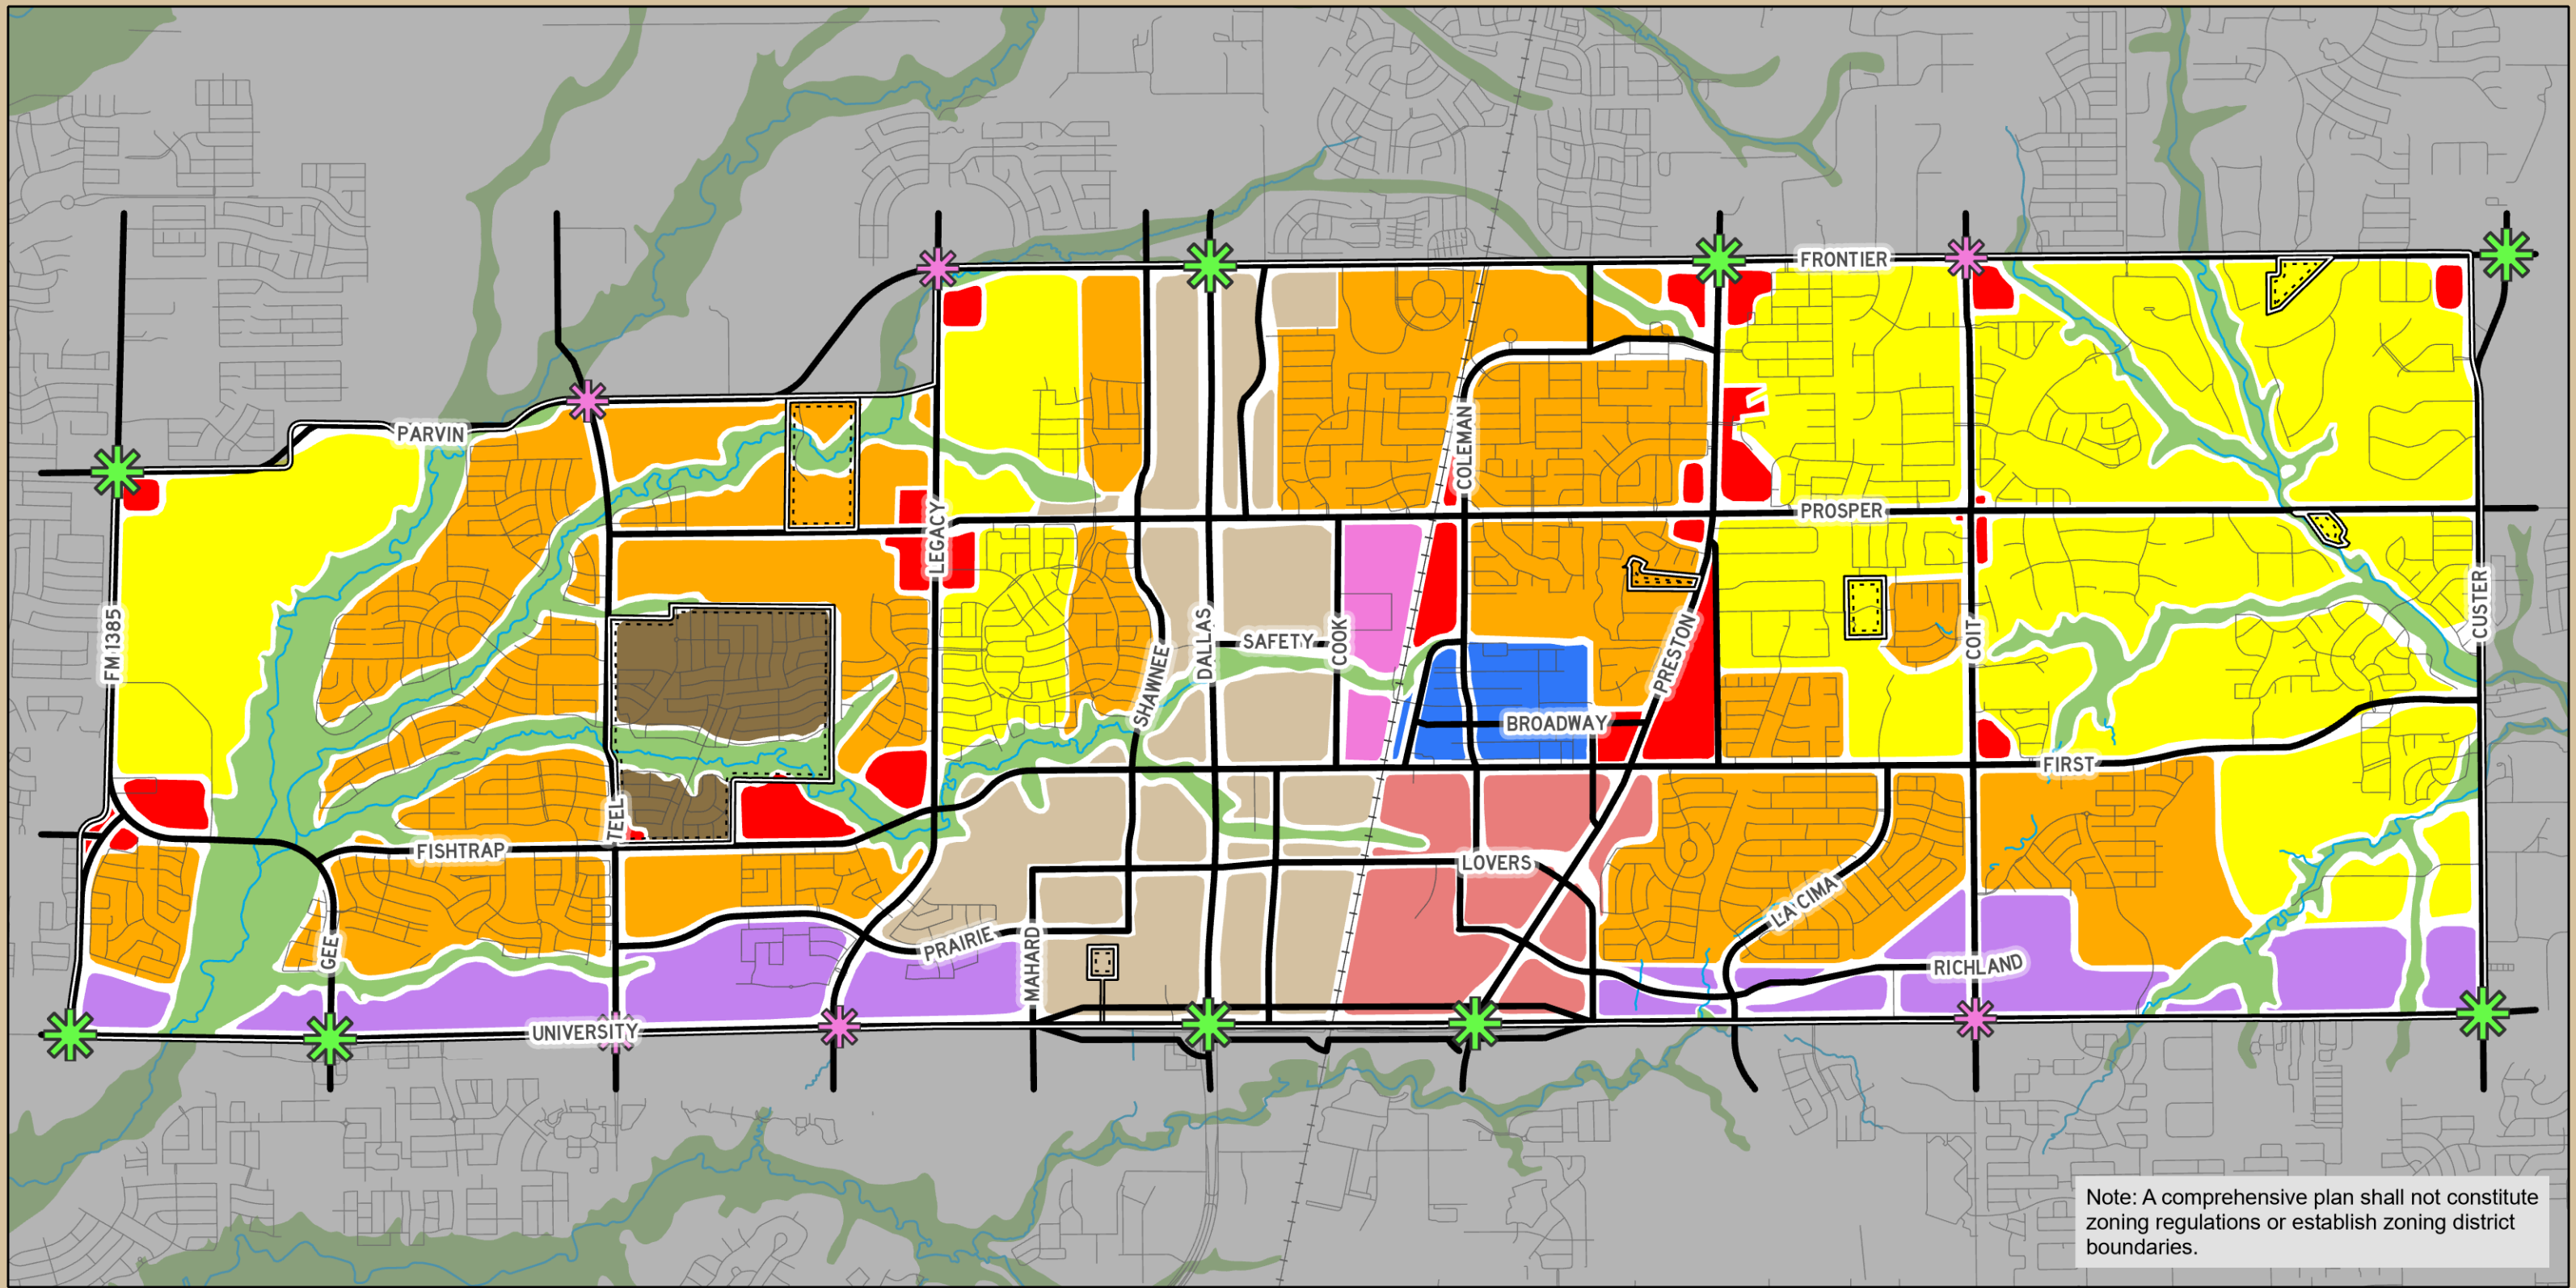 FRONTIER
PARVIN
COLEMAN
LEGACY
PROSPER
FM 1385
CUSTER
DALLAS
SAFETY
COOK
COIT
PRESTON
SHAWNEE
BROADWAY
FIRST
TEEL
FISHTRAP
LOVERS
LA CIMA
GEE
PRAIRIE
MAHARD
RICHLAND
UNIVERSITY
Note: A comprehensive plan shall not constitute
zoning regulations or establish zoning district
boundaries.